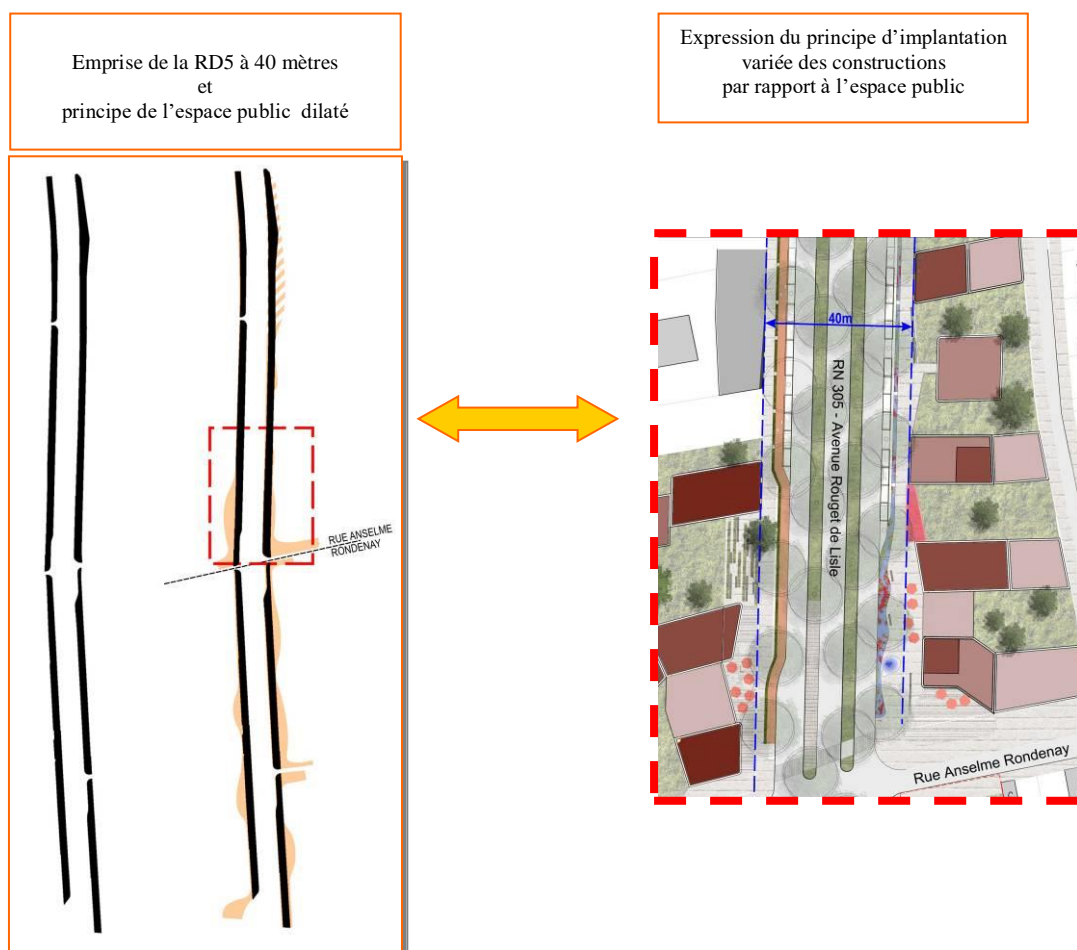 Emprise de la RD5 à 40 mètres
et
principe de l'espace public dilaté
Expression du principe d'implantation
variée des constructions
par rapport à l'espace public
RUE ANSELME
RONDENAY
40m
RN 305 - Avenue Rouget de Lisle
Rue Anselme Rondenay